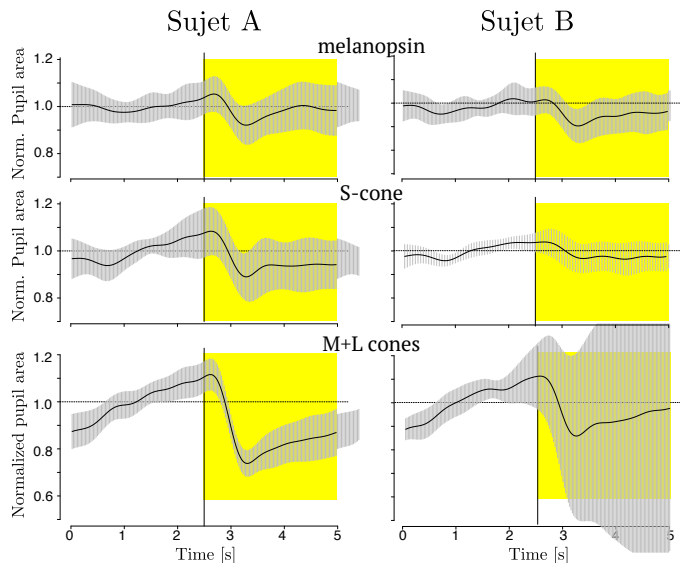 Sujet A
Sujet B
melanopsin
Norm. Pupil area
1.2
1.0
0.8
S-cone
Norm. Pupil area
1.2
1.0
0.8
M+L cones
Normalized pupil area
1.2
1.0
0.8
0.6
0 1 2 3 4 5
0 1 2 3 4 5
Time [s]
Time [s]